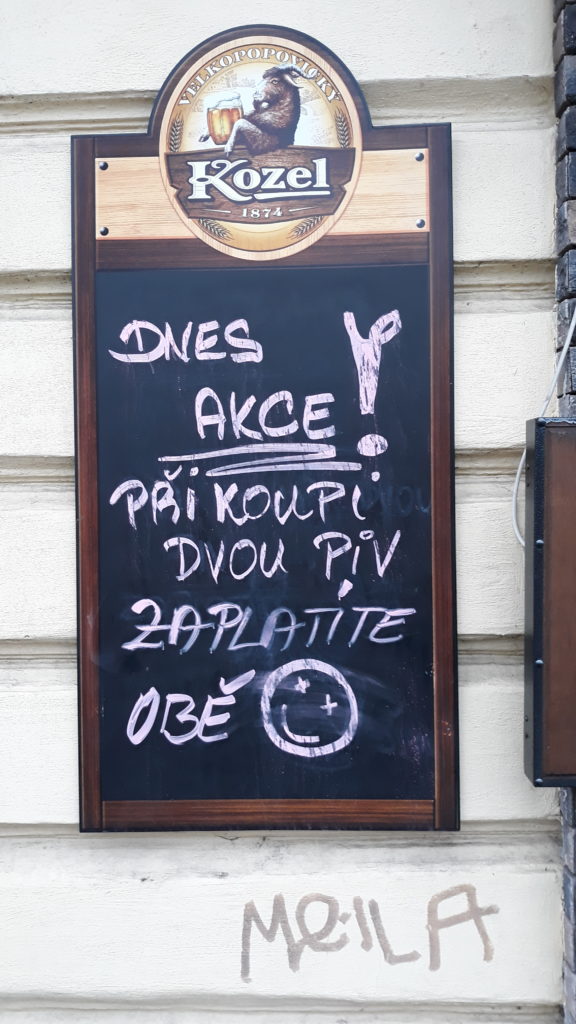 VELKOPOPOVICKÝ
Kozel
1874
DNES !
AKCE
PŘI KOUPI
DVOU PIV
ZAPLATÍTE
OBĚ
MEILA